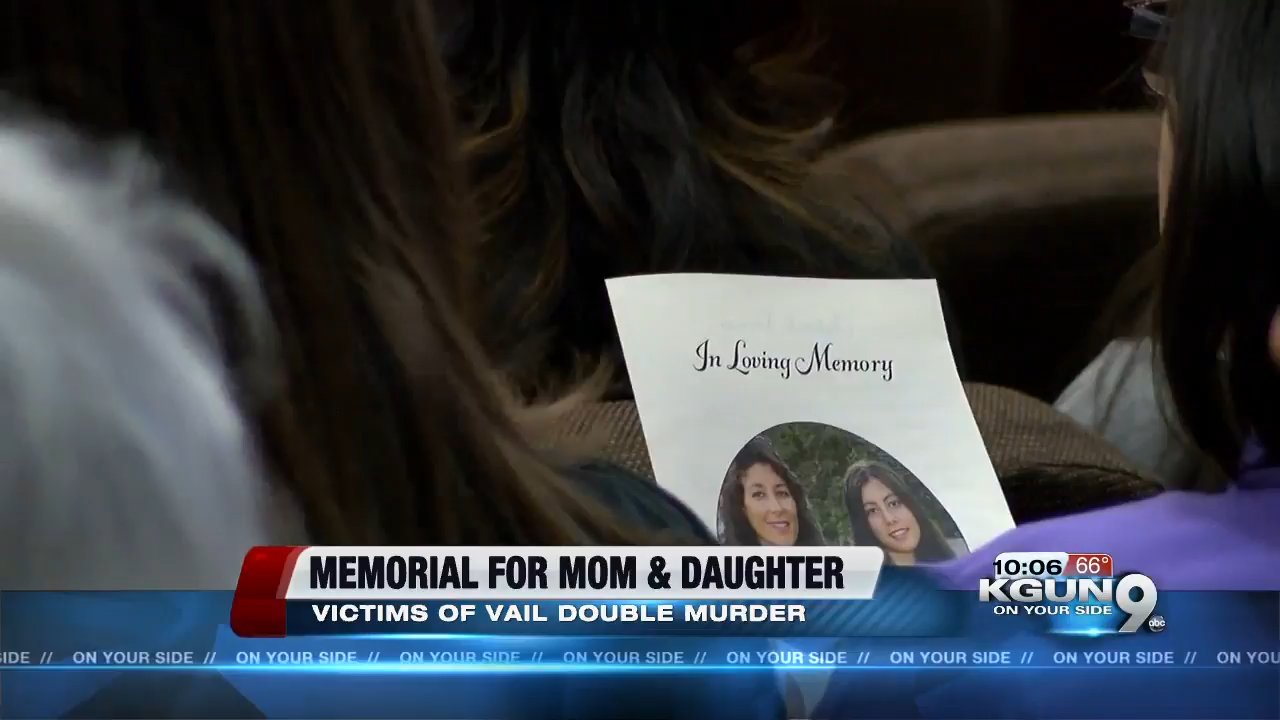 In Loving Memory
MEMORIAL FOR MOM & DAUGHTER
VICTIMS OF VAIL DOUBLE MURDER
10:06 66°
KGUN 9
ON YOUR SIDE
abc
IDE // ON YOUR SIDE // ON YOUR SIDE // ON YOUR SIDE // ON YOUR SIDE // ON YOUR SIDE // ON YOUR SIDE // ON YOUR SIDE // ON YOU